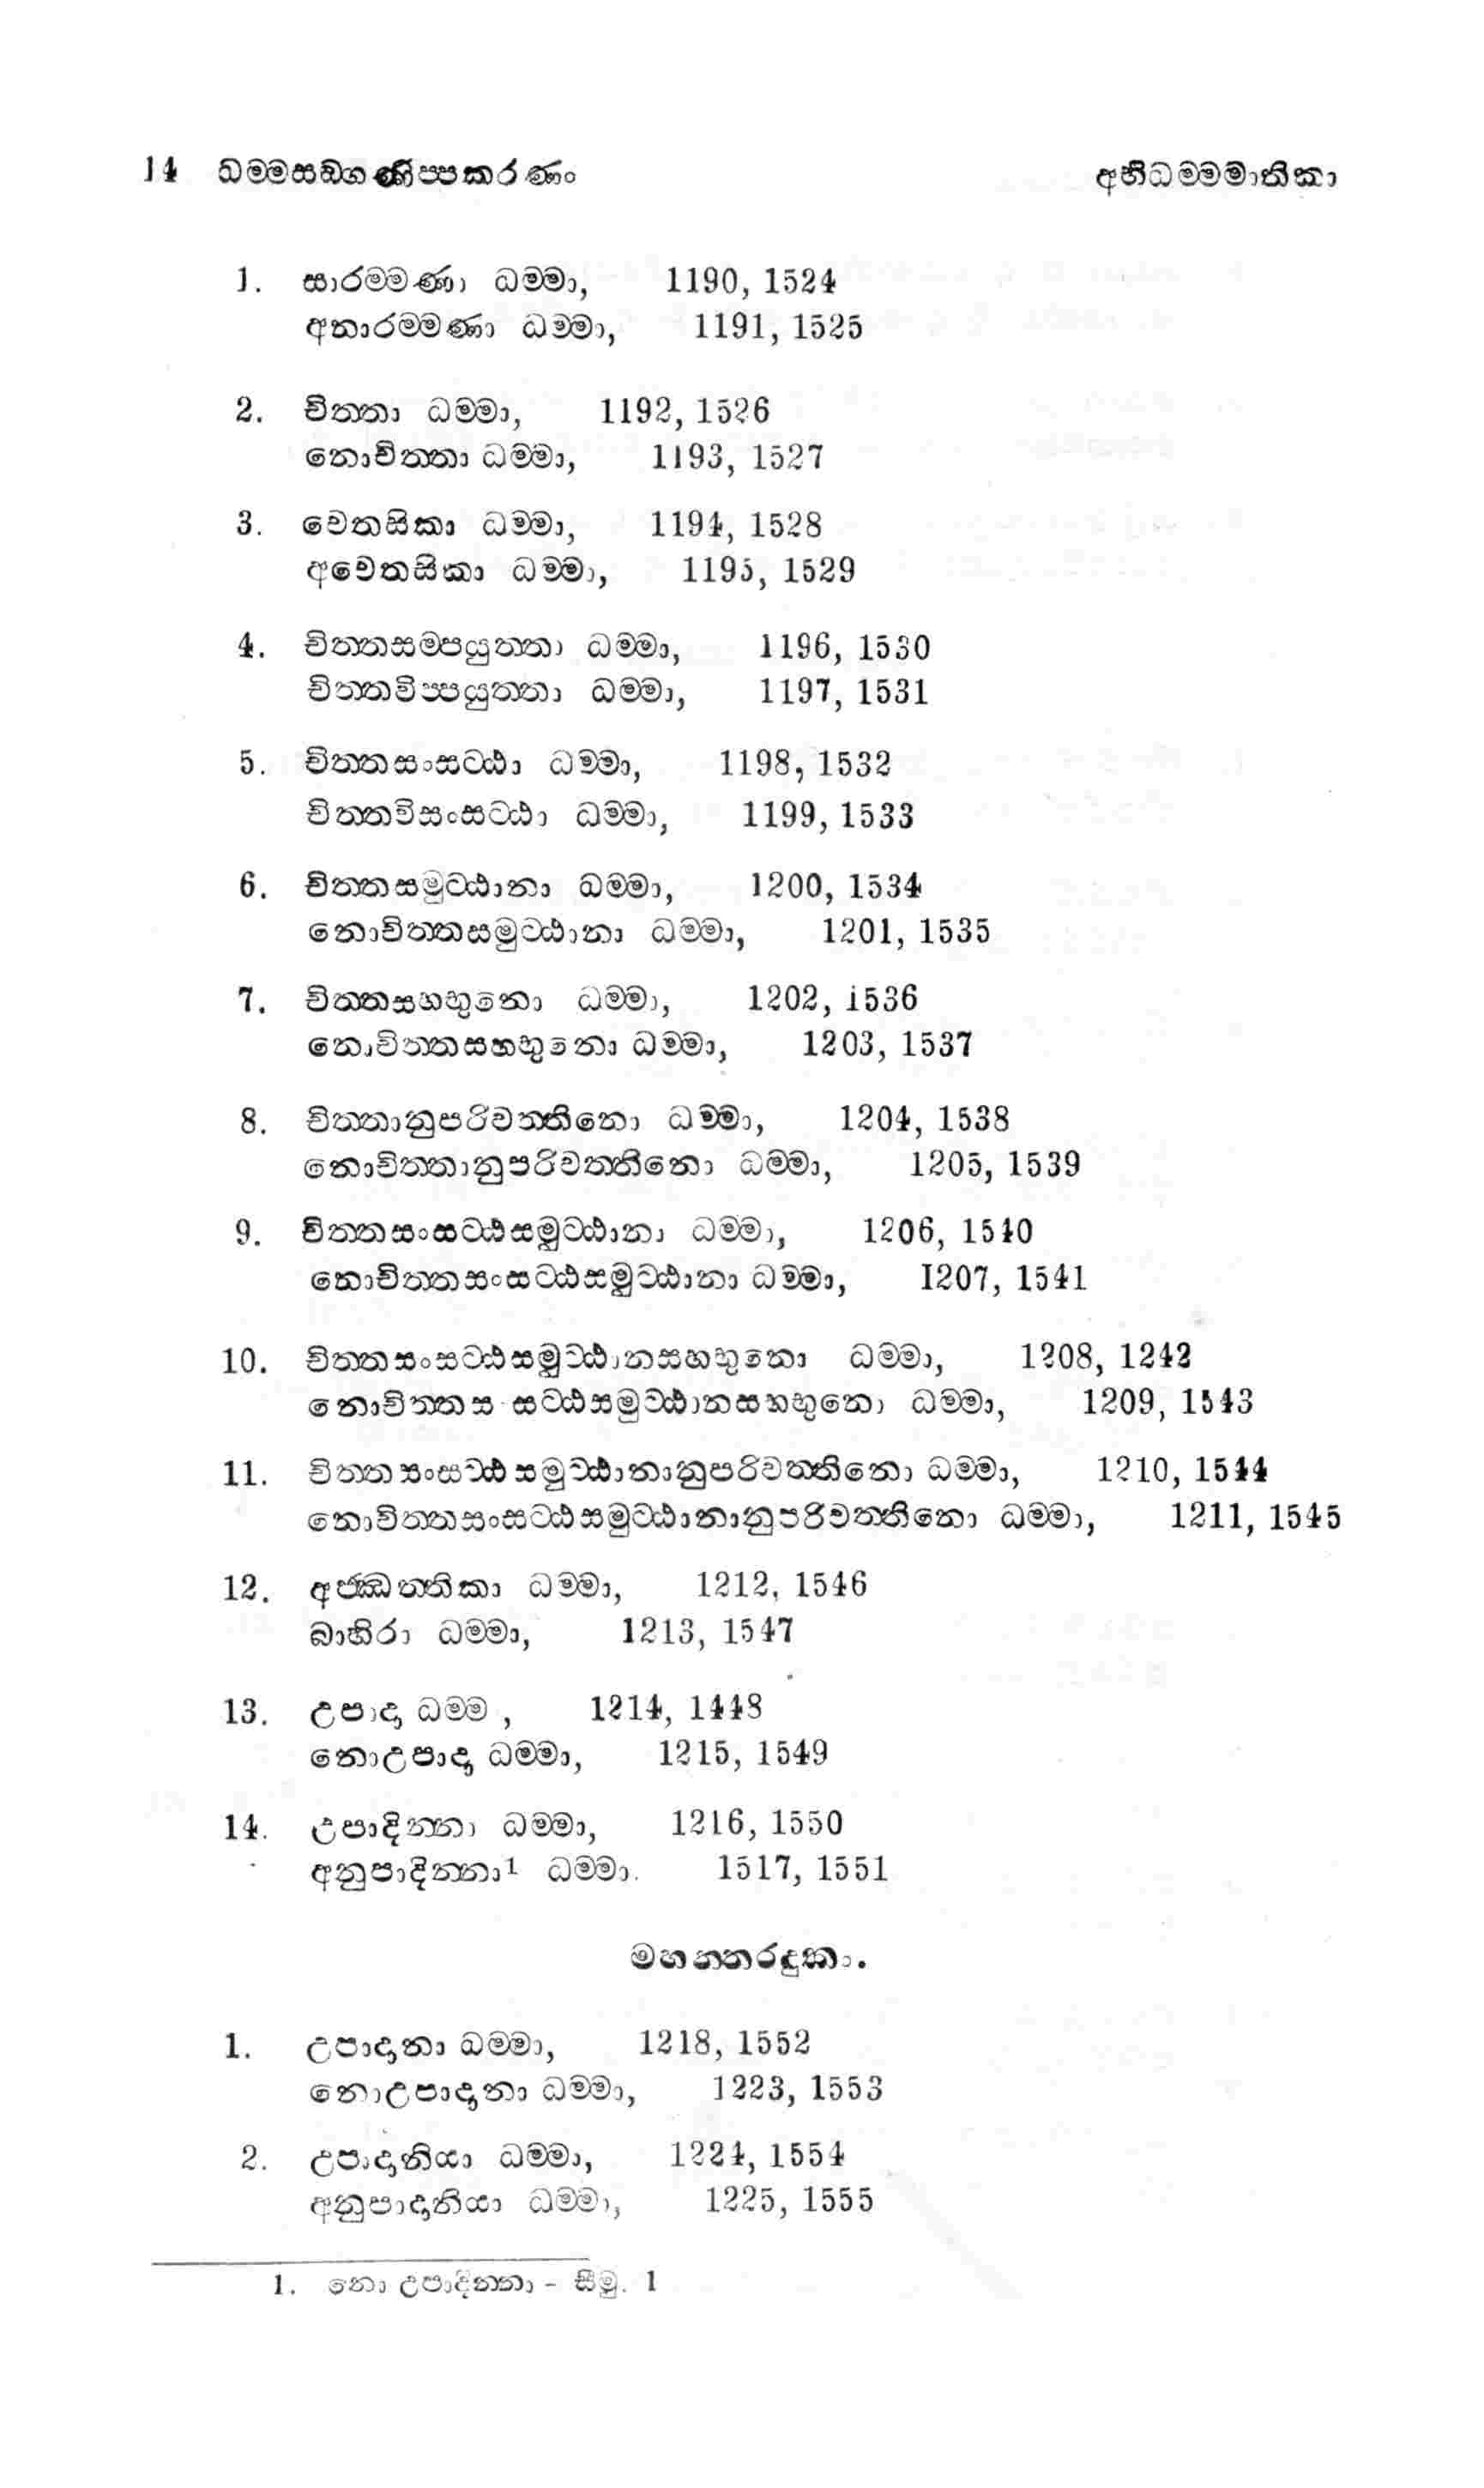 14 ධම්මසඞ්ගණිප්පකරණං අභිධම්මමාතිකා
1. සාරම්මණා ධම්මා, 1190, 1524
අනාරම්මණා ධම්මා, 1191, 1525
2. චිත්තා ධම්මා, 1192, 1526
නොචිත්තා ධම්මා, 1193, 1527
3. චෙතසිකා ධම්මා, 1194, 1528
අචෙතසිකා ධම්මා, 1195, 1529
4. චිත්තසම්පයුත්තා ධම්මා, 1196, 1530
චිත්තවිප්පයුත්තා ධම්මා, 1197, 1531
5. චිත්තසංසට්ඨා ධම්මා, 1198, 1532
චිත්තවිසංසට්ඨා ධම්මා, 1199, 1533
6. චිත්තසමුට්ඨානා ධම්මා, 1200, 1534
නොචිත්තසමුට්ඨානා ධම්මා, 1201, 1535
7. චිත්තසහභුනො ධම්මා, 1202, 1536
නොචිත්තසහභුනො ධම්මා, 1203, 1537
8. චිත්තානුපරිවත්තිනො ධම්මා, 1204, 1538
නොචිත්තානුපරිවත්තිනො ධම්මා, 1205, 1539
9. චිත්තසංසට්ඨසමුට්ඨානා ධම්මා, 1206, 1540
නොචිත්තසංසට්ඨසමුට්ඨානා ධම්මා, 1207, 1541
10. චිත්තසංසට්ඨසමුට්ඨානසහභුනො ධම්මා, 1208, 1242
නොචිත්තසංසට්ඨසමුට්ඨානසහභුනො ධම්මා, 1209, 1543
11. චිත්තසංසට්ඨසමුට්ඨානානුපරිවත්තිනො ධම්මා, 1210, 1544
නොචිත්තසංසට්ඨසමුට්ඨානානුපරිවත්තිනො ධම්මා, 1211, 1545
12. අජ්ඣත්තිකා ධම්මා, 1212, 1546
බාහිරා ධම්මා, 1213, 1547
13. උපාදා ධම්මා, 1214, 1448
නොඋපාදා ධම්මා, 1215, 1549
14. උපාදින්නා ධම්මා, 1216, 1550
අනුපාදින්නා¹ ධම්මා. 1517, 1551
මහන්තරදුකා.
1. උපාදානා ධම්මා, 1218, 1552
නොඋපාදානා ධම්මා, 1223, 1553
2. උපාදානියා ධම්මා, 1224, 1554
අනුපාදානියා ධම්මා, 1225, 1555
1. නො උපාදින්නා - සීමු. 1